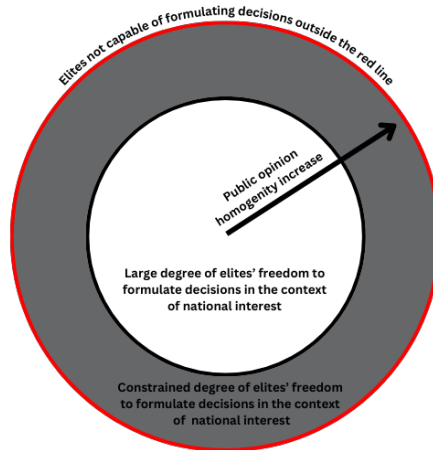 Elites not capable of formulating decisions outside the red line
Public opinion
homogenity increase
Large degree of elites' freedom to
formulate decisions in the context
of national interest
Constrained degree of elites' freedom
to formulate decisions in the context
of national interest